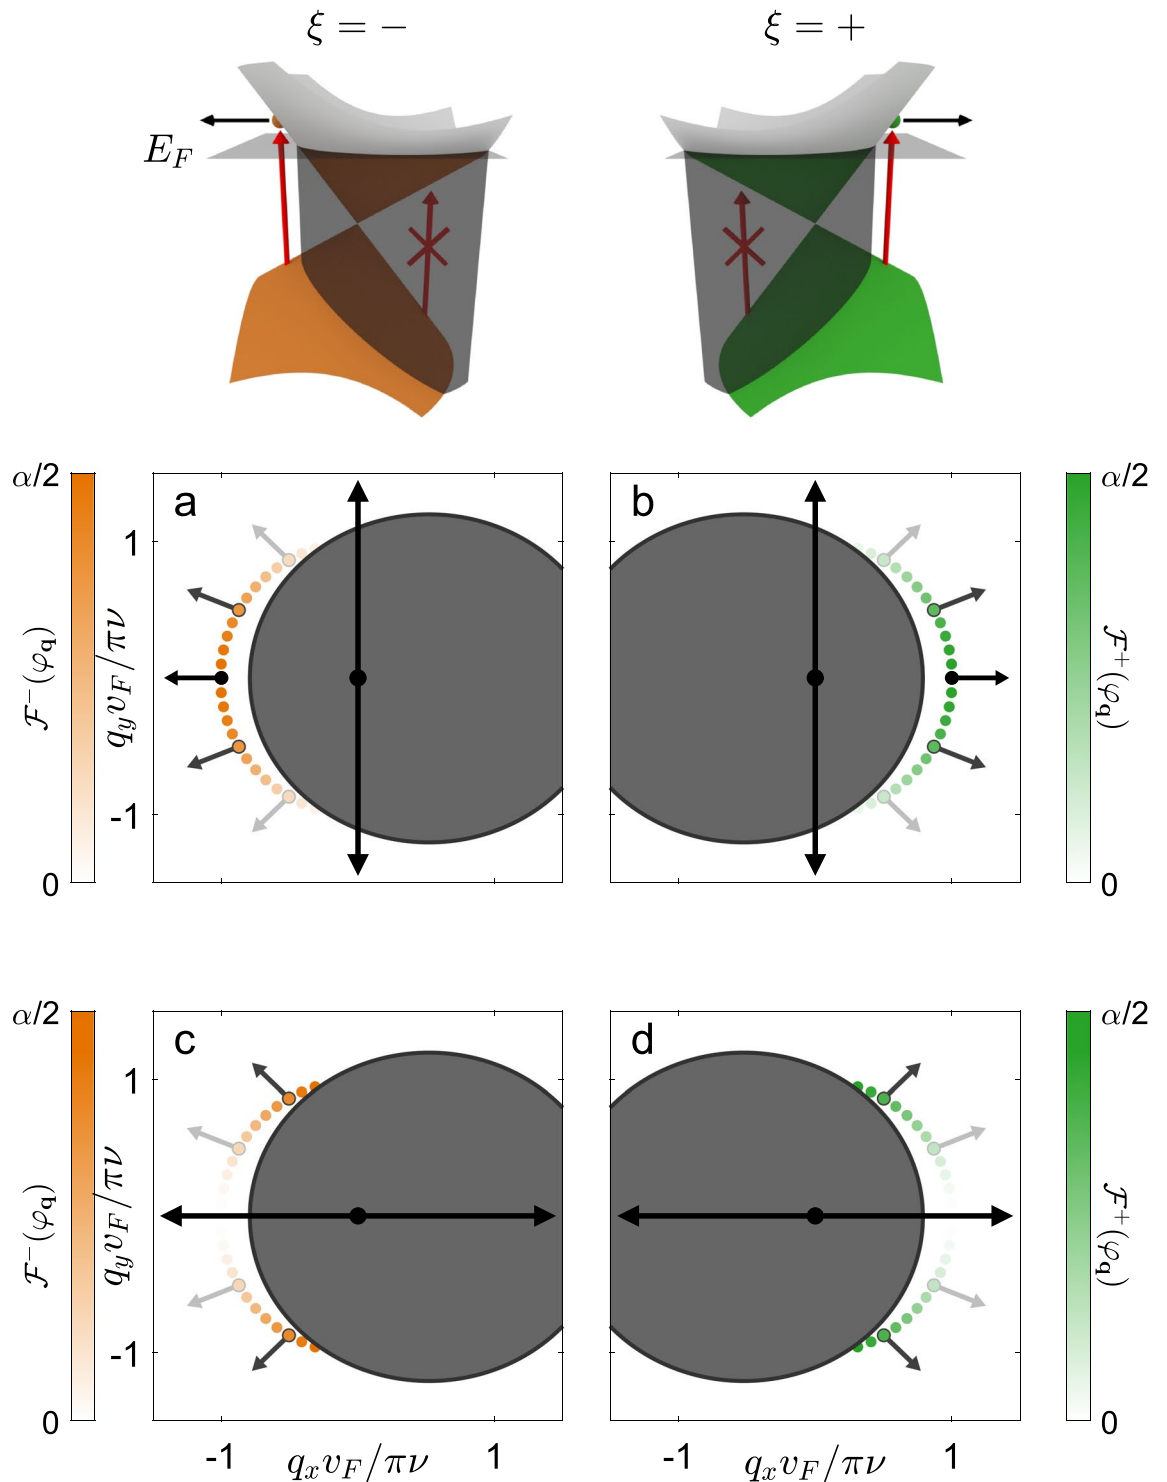 ξ = −
ξ = +
E_F
α/2
a
b
α/2
1
1
ℱ⁻(φ_𝐪)
q_y v_F/πν
ℱ⁺(φ_𝐪)
-1
0
0
α/2
c
d
α/2
1
ℱ⁻(φ_𝐪)
q_y v_F/πν
ℱ⁺(φ_𝐪)
-1
0
0
-1
1
-1
1
q_x v_F/πν
q_x v_F/πν